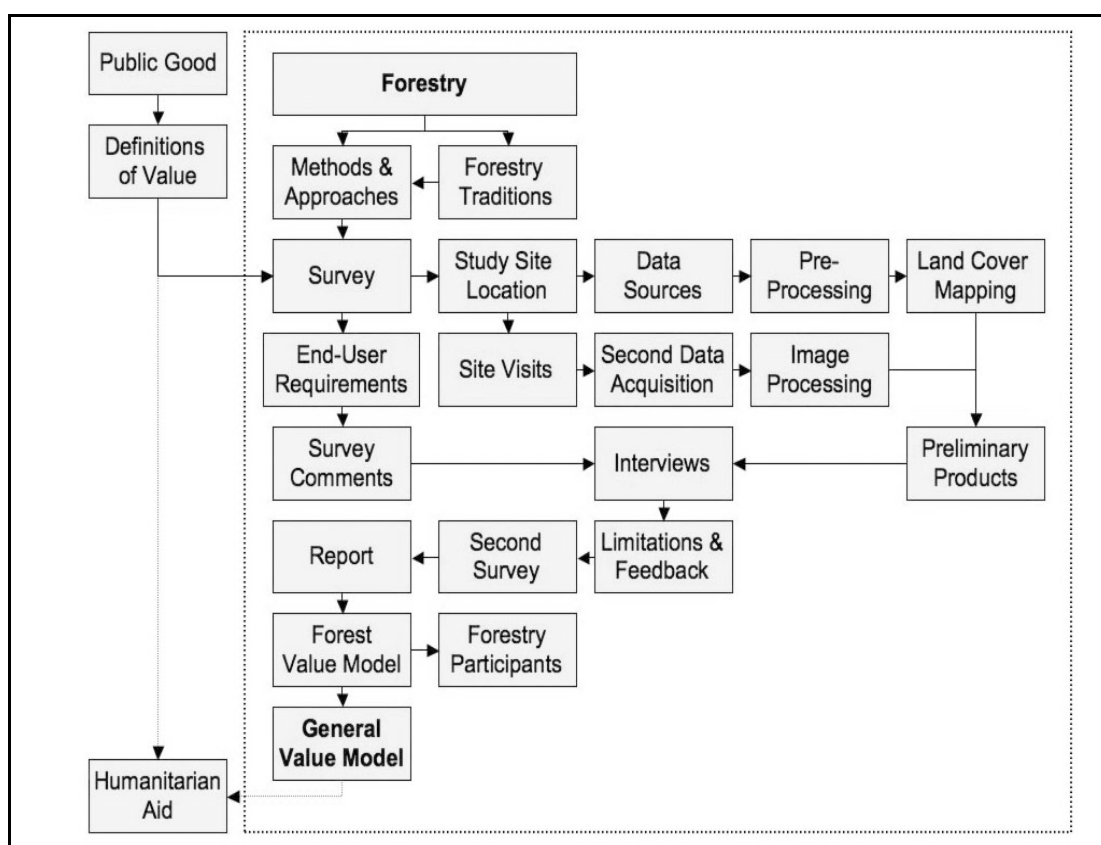 Public Good
Definitions
of Value
Forestry
Methods &
Approaches
Forestry
Traditions
Survey
Study Site
Location
Data
Sources
Pre-
Processing
Land Cover
Mapping
End-User
Requirements
Site Visits
Second Data
Acquisition
Image
Processing
Survey
Comments
Interviews
Preliminary
Products
Report
Second
Survey
Limitations &
Feedback
Forest
Value Model
Forestry
Participants
General
Value Model
Humanitarian
Aid